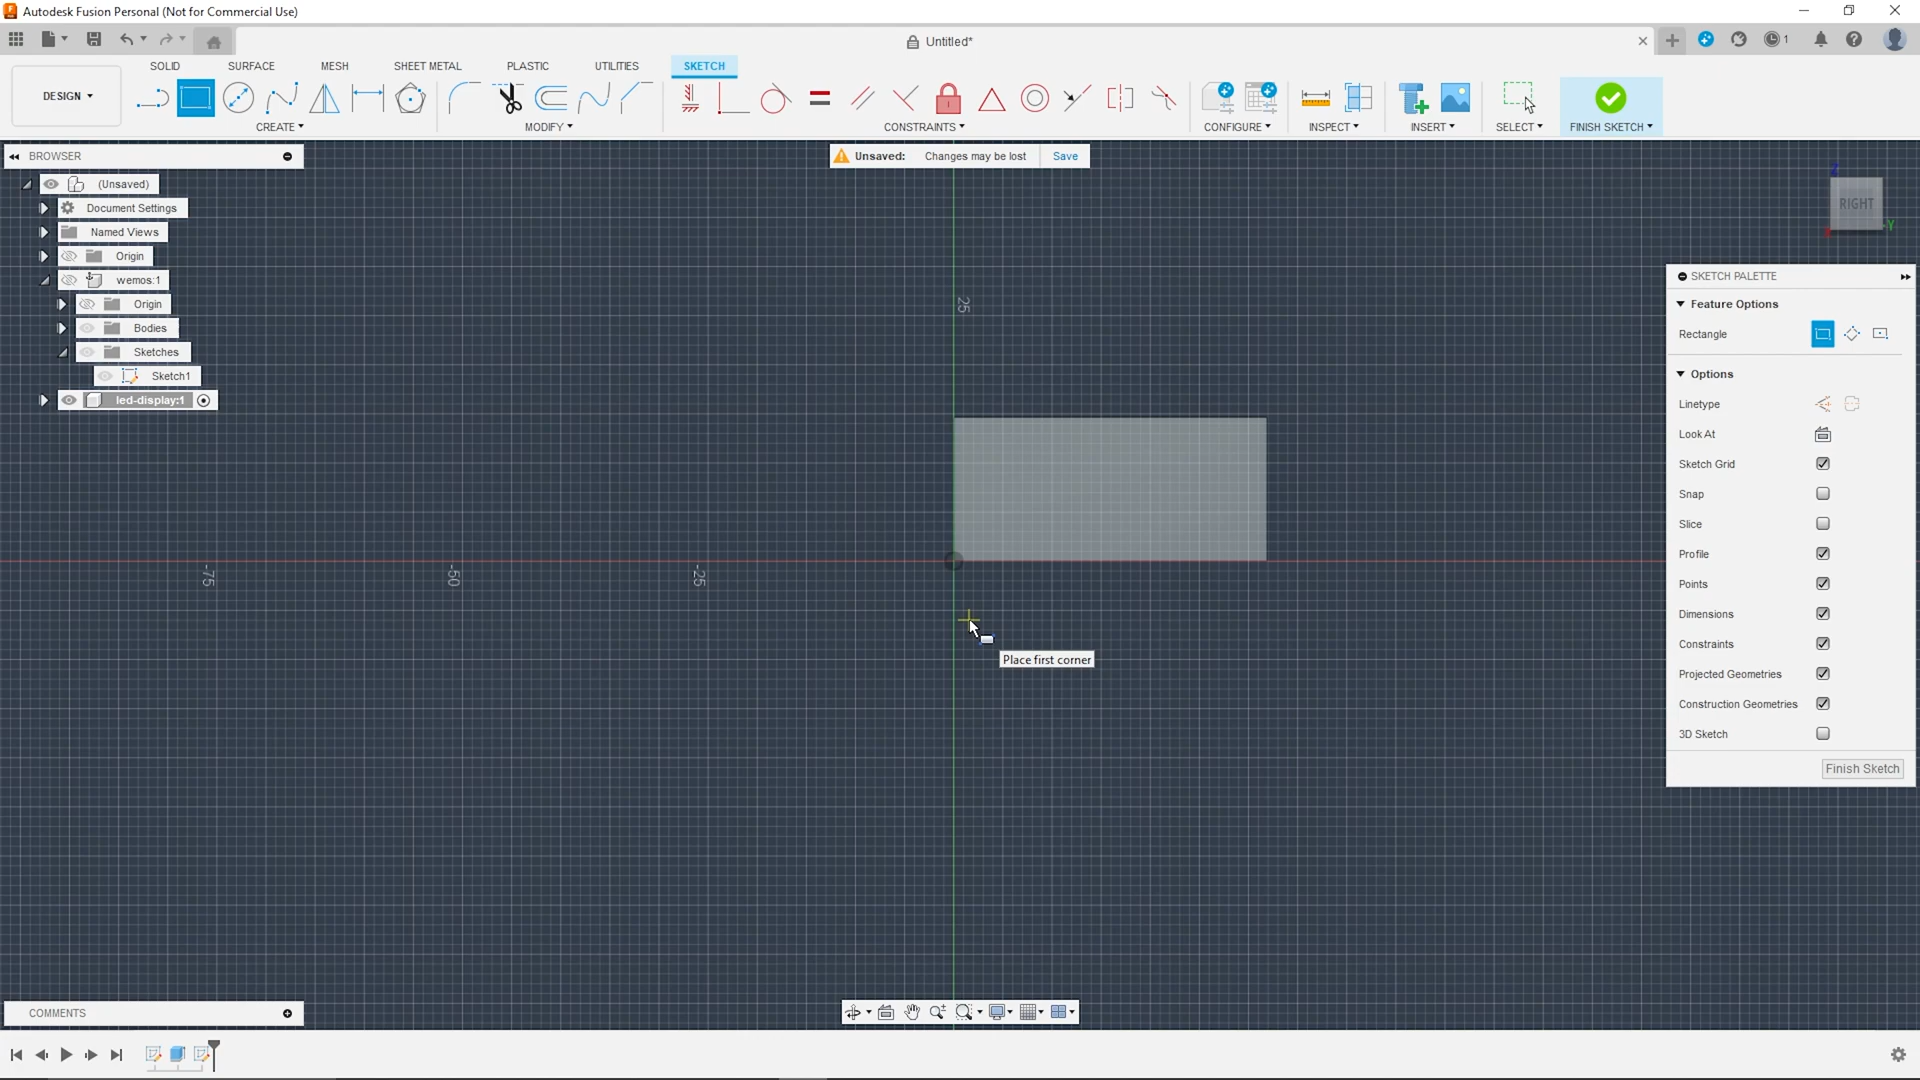 Autodesk Fusion Personal (Not for Commercial Use)
Untitled*
1
DESIGN
SOLID
SURFACE
MESH
SHEET METAL
PLASTIC
UTILITIES
SKETCH
CREATE
MODIFY
CONSTRAINTS
CONFIGURE
INSPECT
INSERT
SELECT
FINISH SKETCH
BROWSER
(Unsaved)
Document Settings
Named Views
Origin
wemos:1
Origin
Bodies
Sketches
Sketch1
led-display:1
Unsaved: Changes may be lost Save
Z
RIGHT
Y
25
-75
-50
-25
Place first corner
SKETCH PALETTE
Feature Options
Rectangle
Options
Linetype
Look At
Sketch Grid
Snap
Slice
Profile
Points
Dimensions
Constraints
Projected Geometries
Construction Geometries
3D Sketch
Finish Sketch
COMMENTS